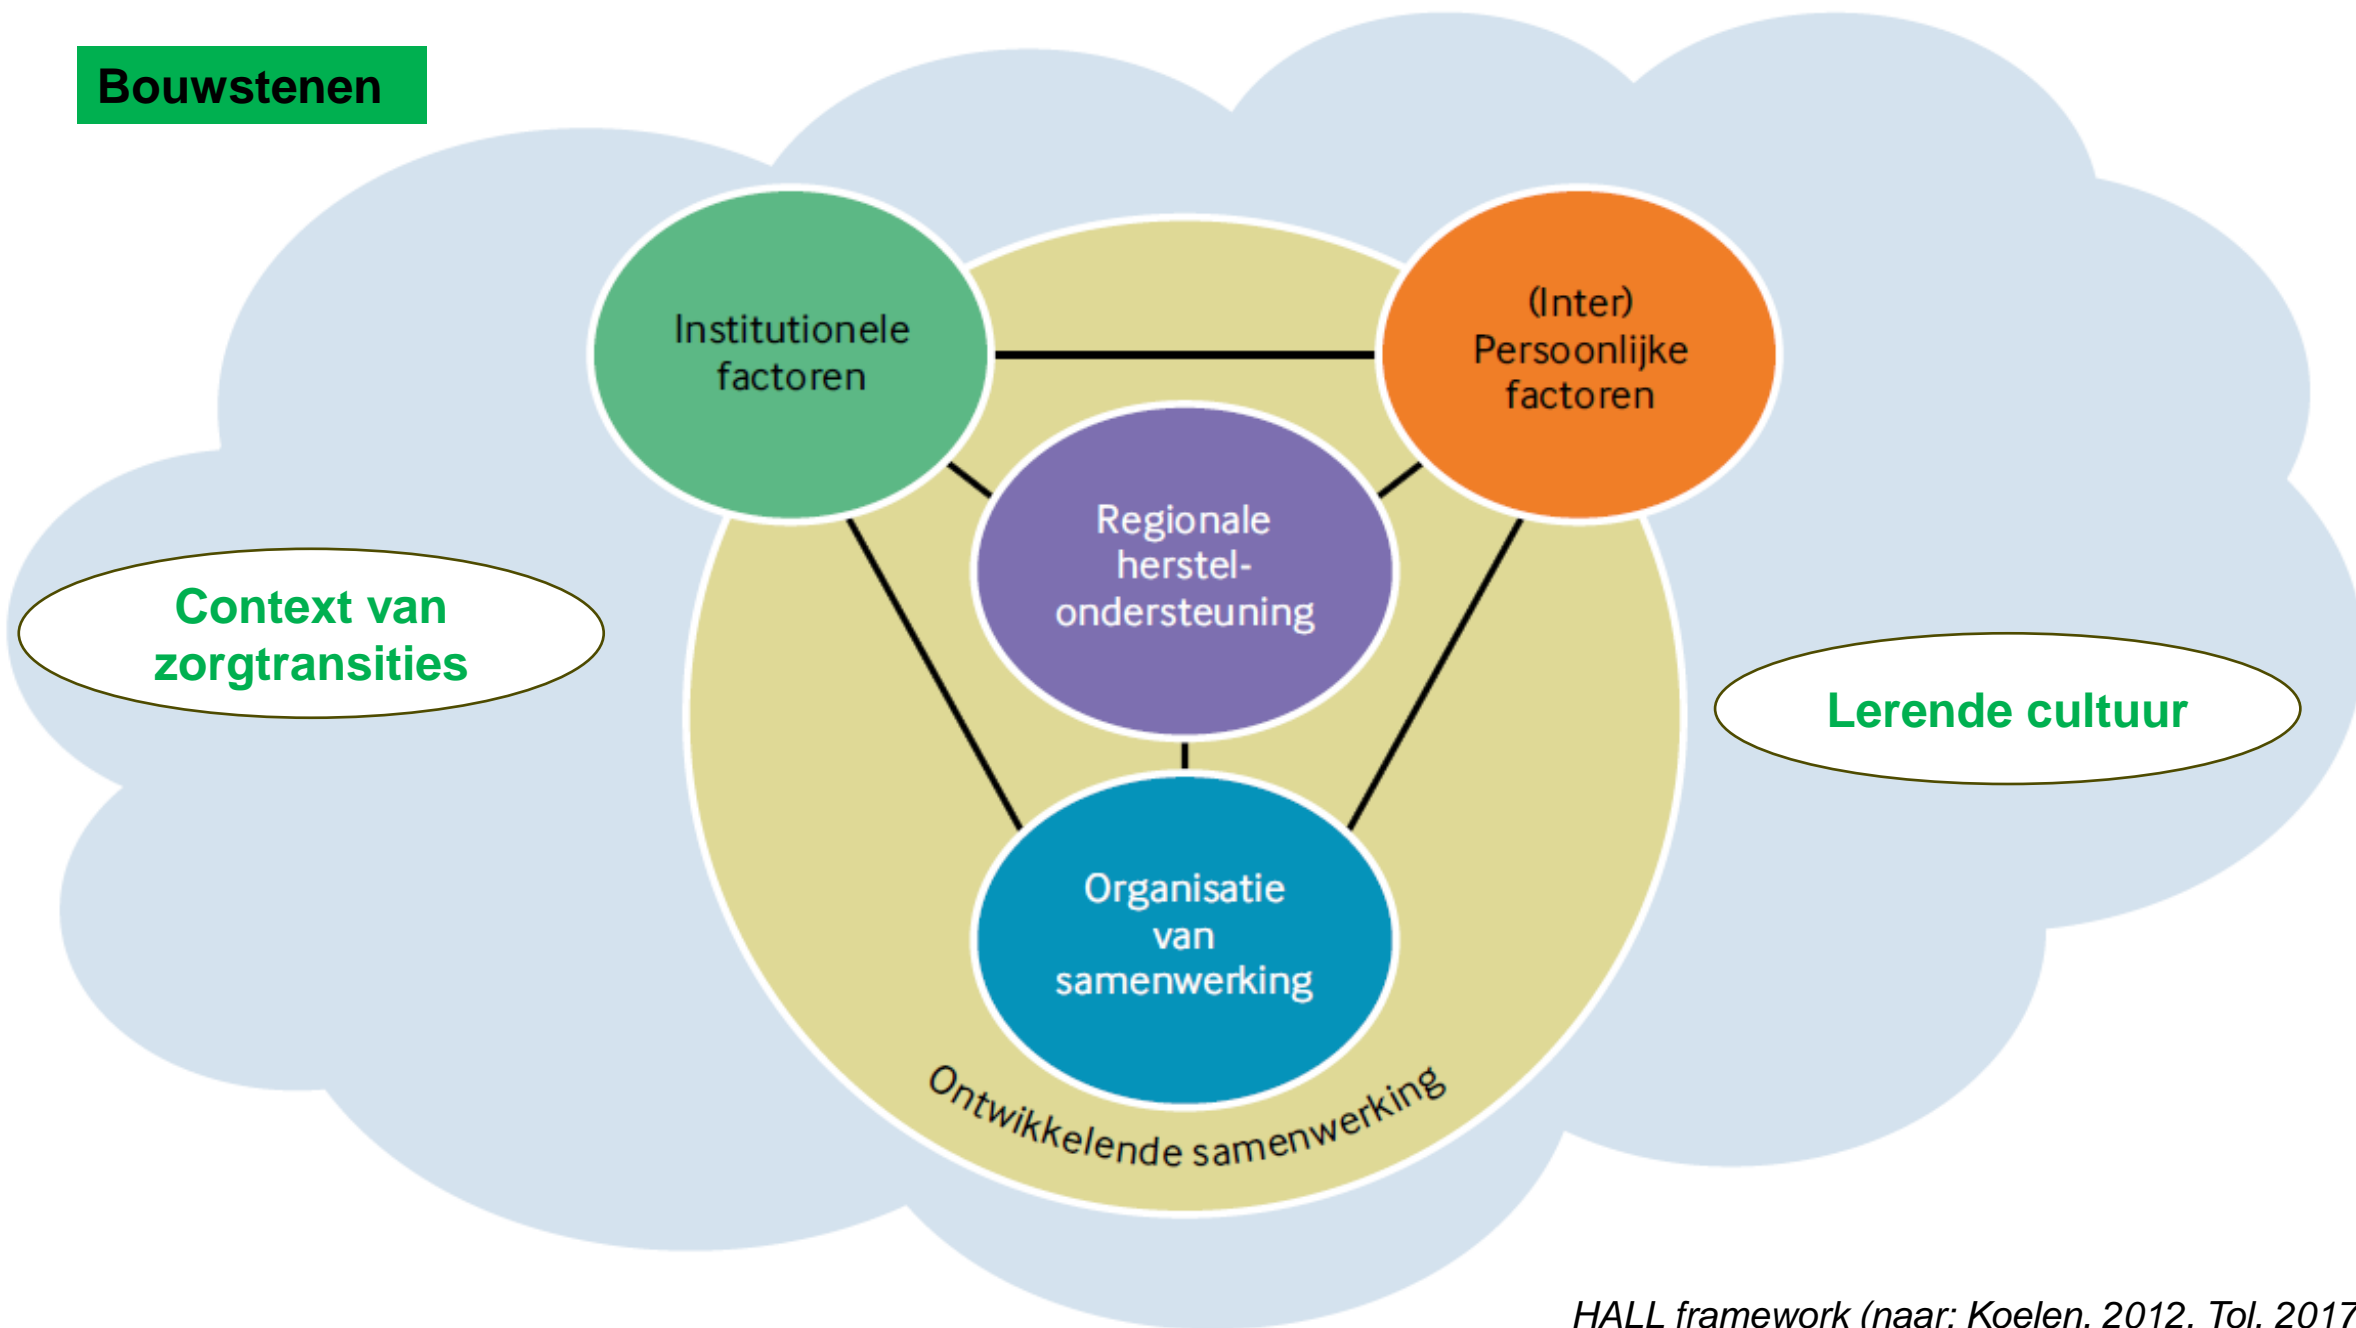 Bouwstenen
Institutionele
factoren
(Inter)
Persoonlijke
factoren
Regionale
herstel-
ondersteuning
Context van
zorgtransities
Lerende cultuur
Organisatie
van
samenwerking
Ontwikkelende samenwerking
HALL framework (naar: Koelen, 2012, Tol, 2017